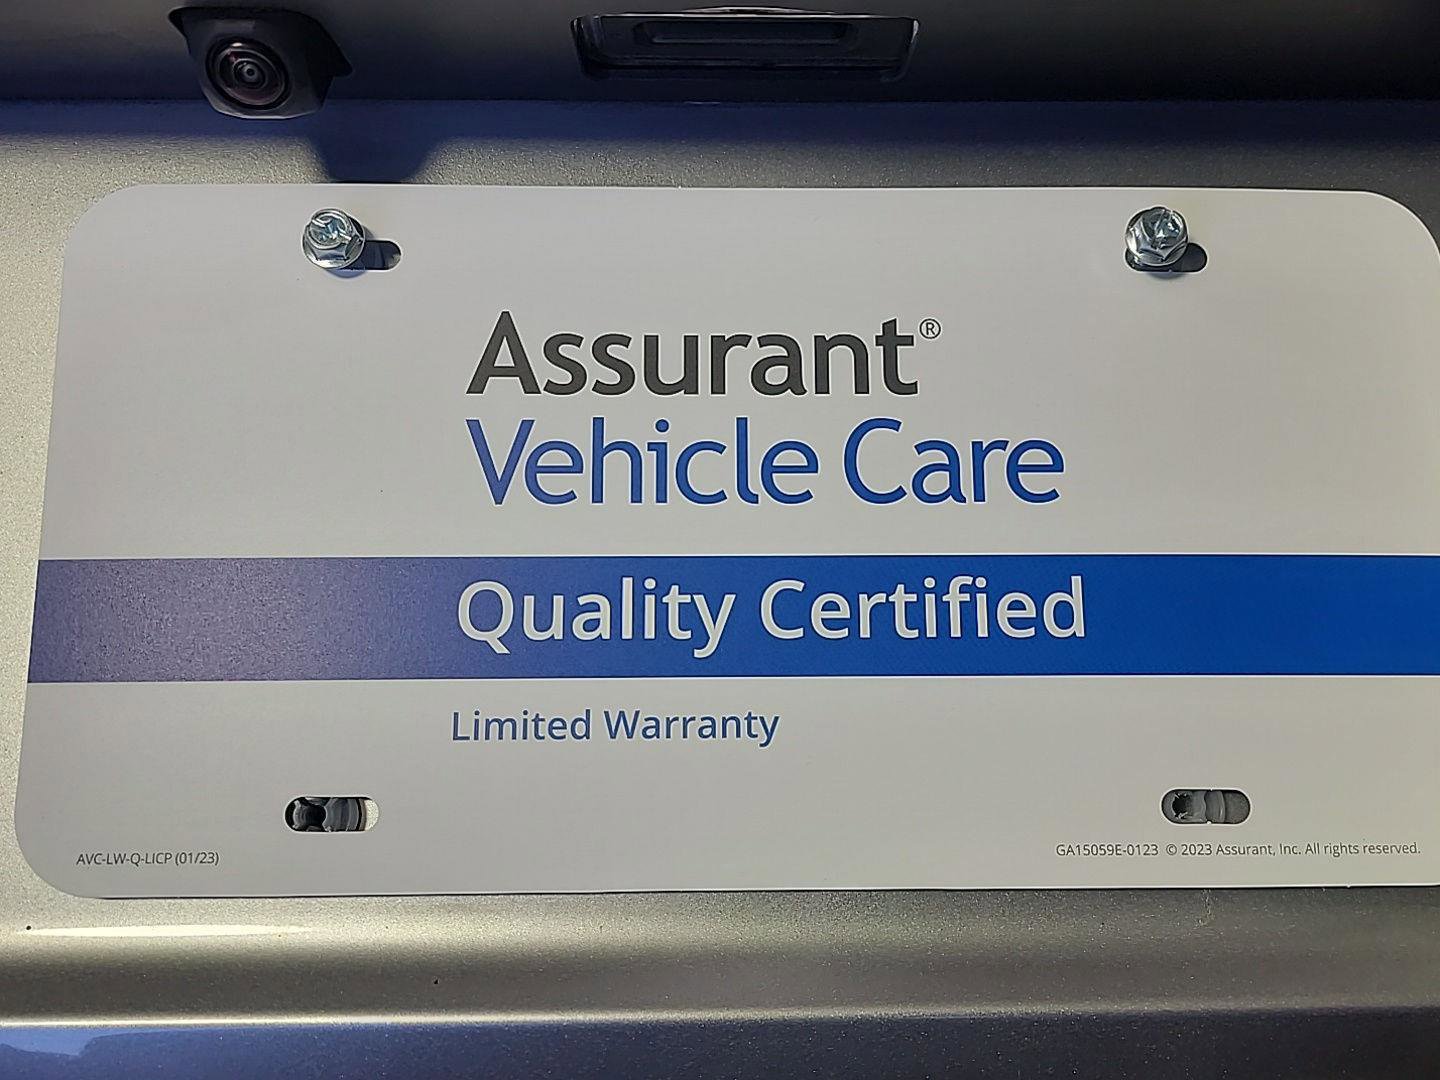 Assurant®
Vehicle Care
Quality Certified
Limited Warranty
AVC-LW-Q-LICP (01/23)
GA15059E-0123 © 2023 Assurant, Inc. All rights reserved.